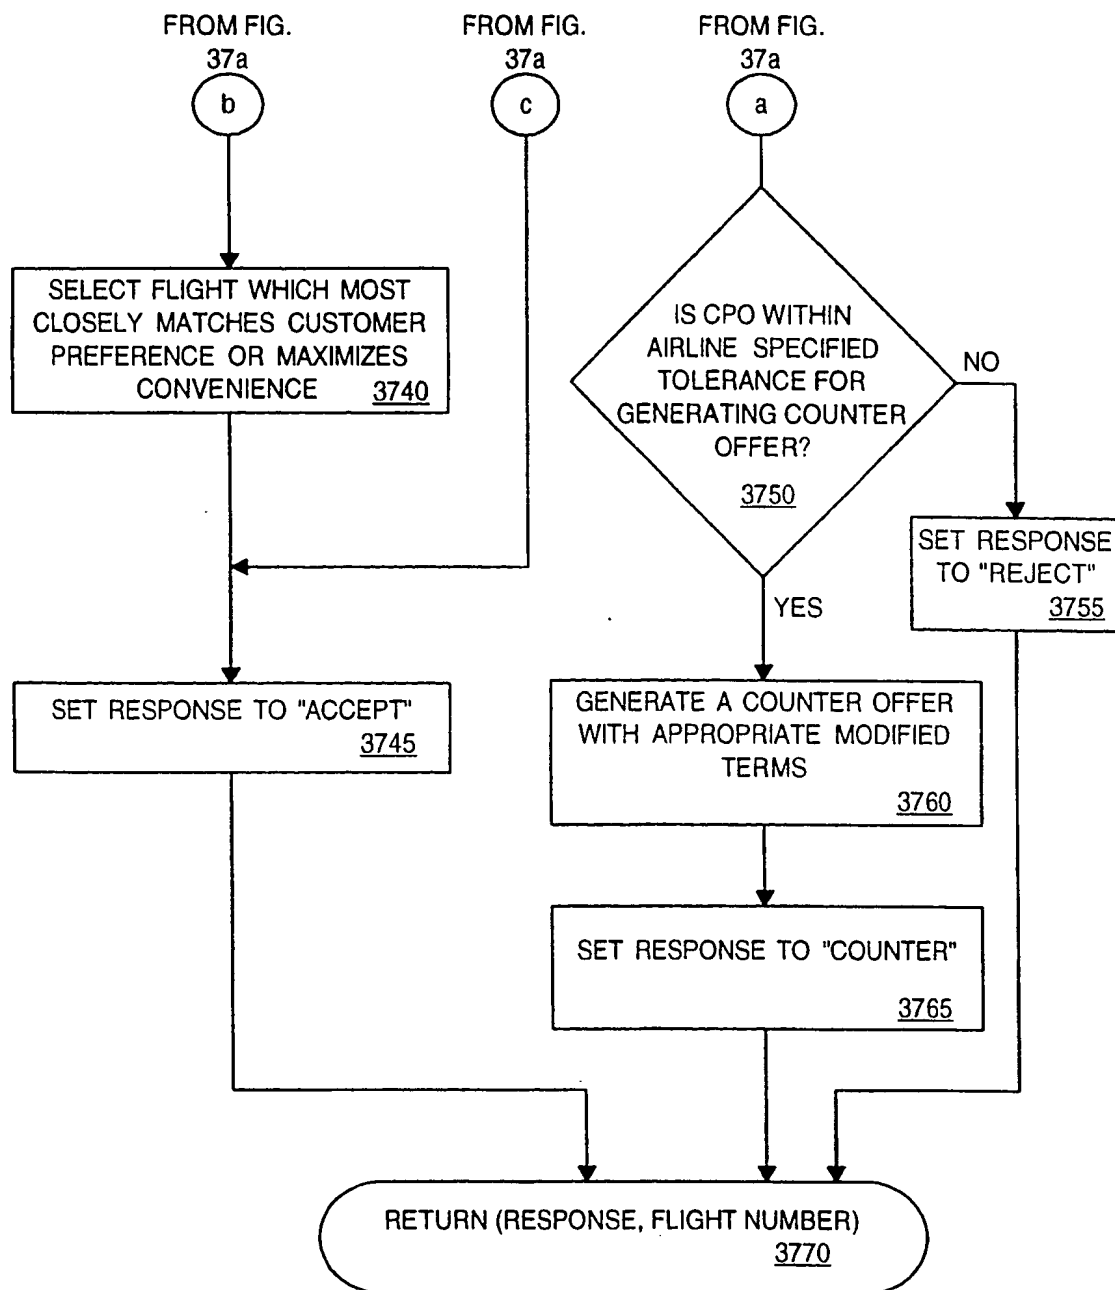 FROM FIG.
37a
b
FROM FIG.
37a
c
FROM FIG.
37a
a
SELECT FLIGHT WHICH MOST
CLOSELY MATCHES CUSTOMER
PREFERENCE OR MAXIMIZES
CONVENIENCE 3740
IS CPO WITHIN
AIRLINE SPECIFIED
TOLERANCE FOR
GENERATING COUNTER
OFFER?
3750
NO
YES
SET RESPONSE
TO "REJECT"
3755
SET RESPONSE TO "ACCEPT"
3745
GENERATE A COUNTER OFFER
WITH APPROPRIATE MODIFIED
TERMS
3760
SET RESPONSE TO "COUNTER"
3765
RETURN (RESPONSE, FLIGHT NUMBER)
3770